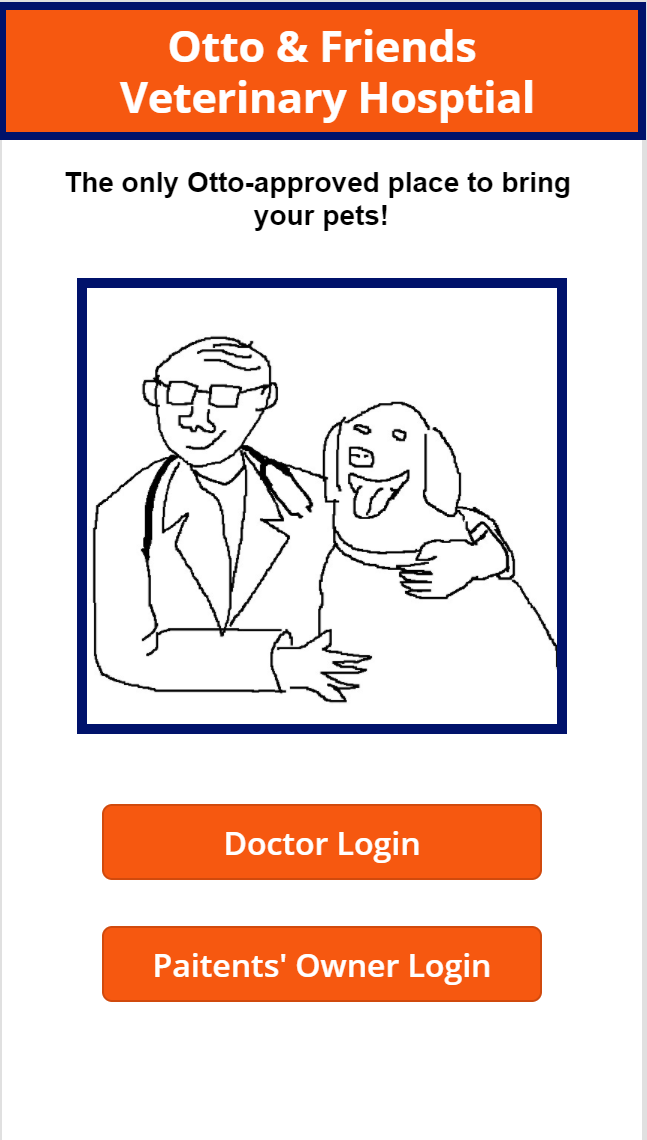 Otto & Friends
Veterinary Hosptial
The only Otto-approved place to bring
your pets!
Doctor Login
Paitents' Owner Login